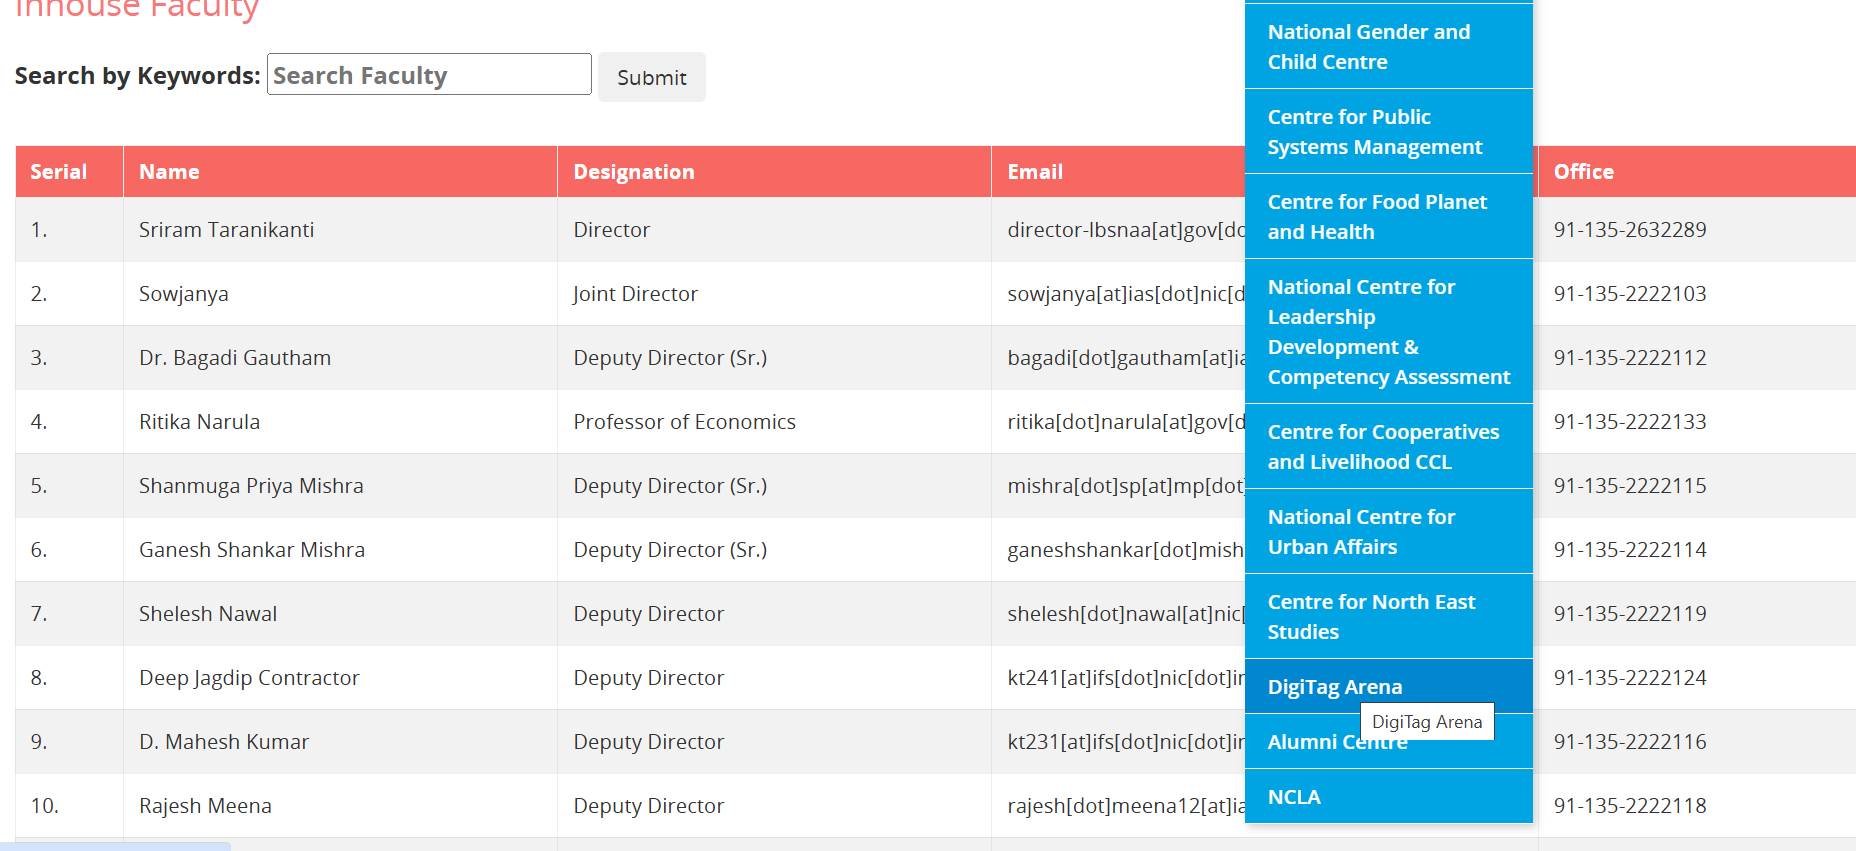 Inhouse Faculty
Search by Keywords: Search Faculty Submit
Serial Name Designation Email Office
1. Sriram Taranikanti Director director-lbsnaa[at]gov[do 91-135-2632289
2. Sowjanya Joint Director sowjanya[at]ias[dot]nic[d 91-135-2222103
3. Dr. Bagadi Gautham Deputy Director (Sr.) bagadi[dot]gautham[at]ia 91-135-2222112
4. Ritika Narula Professor of Economics ritika[dot]narula[at]gov[d 91-135-2222133
5. Shanmuga Priya Mishra Deputy Director (Sr.) mishra[dot]sp[at]mp[dot] 91-135-2222115
6. Ganesh Shankar Mishra Deputy Director (Sr.) ganeshshankar[dot]mish 91-135-2222114
7. Shelesh Nawal Deputy Director shelesh[dot]nawal[at]nic[ 91-135-2222119
8. Deep Jagdip Contractor Deputy Director kt241[at]ifs[dot]nic[dot]ir 91-135-2222124
9. D. Mahesh Kumar Deputy Director kt231[at]ifs[dot]nic[dot]ir 91-135-2222116
10. Rajesh Meena Deputy Director rajesh[dot]meena12[at]ia 91-135-2222118
National Gender and
Child Centre
Centre for Public
Systems Management
Centre for Food Planet
and Health
National Centre for
Leadership
Development &
Competency Assessment
Centre for Cooperatives
and Livelihood CCL
National Centre for
Urban Affairs
Centre for North East
Studies
DigiTag Arena
DigiTag Arena
Alumni Centre
NCLA